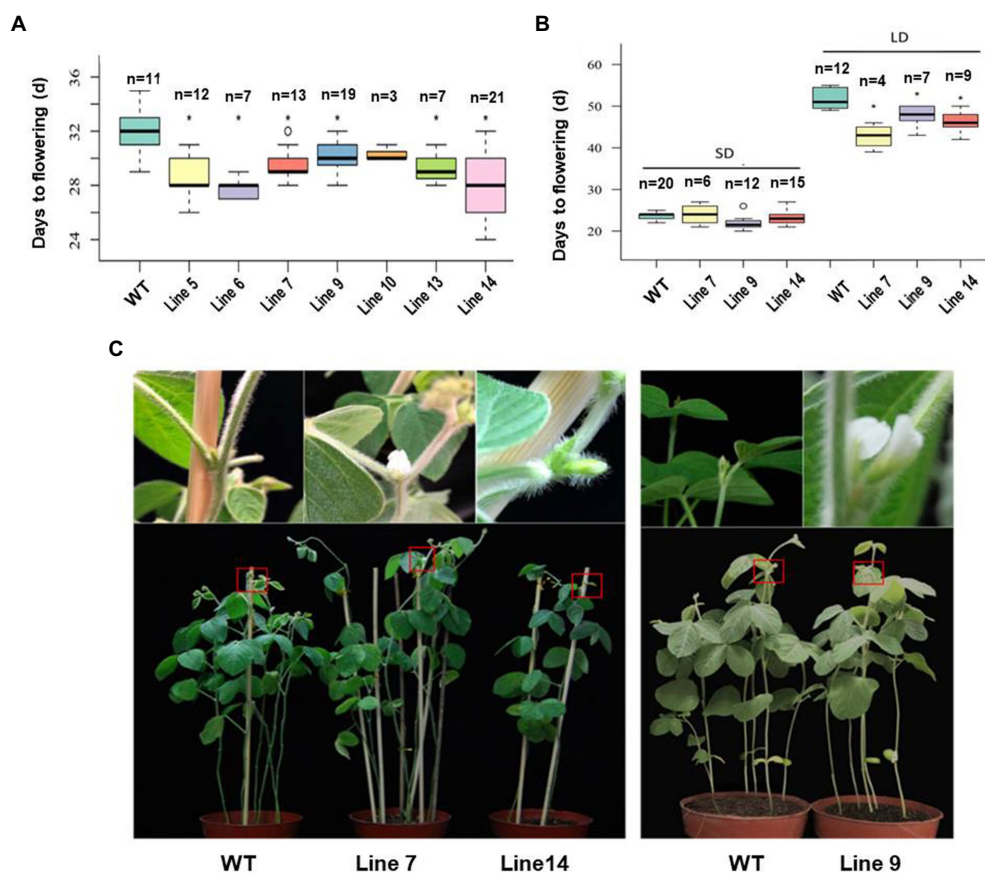 A
Days to flowering (d)
36
32
28
24
n=11
n=12
n=7
n=13
n=19
n=3
n=7
n=21
*
*
*
*
*
*
WT
Line 5
Line 6
Line 7
Line 9
Line 10
Line 13
Line 14
B
Days to flowering (d)
60
50
40
30
20
LD
n=12
n=4
n=7
n=9
*
*
*
SD
n=20
n=6
n=12
n=15
WT
Line 7
Line 9
Line 14
WT
Line 7
Line 9
Line 14
C
WT
Line 7
Line14
WT
Line 9